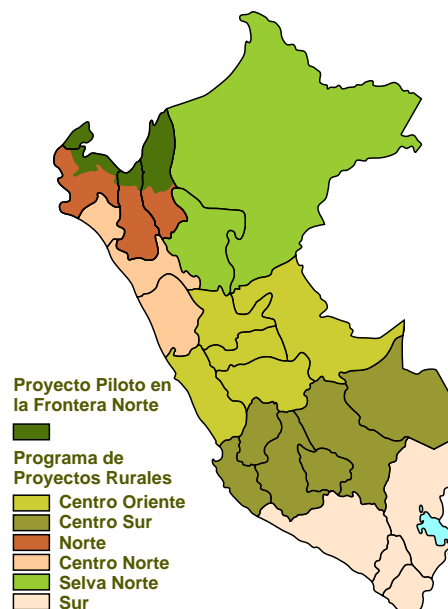 Proyecto Piloto en
la Frontera Norte
Programa de
Proyectos Rurales
Centro Oriente
Centro Sur
Norte
Centro Norte
Selva Norte
Sur